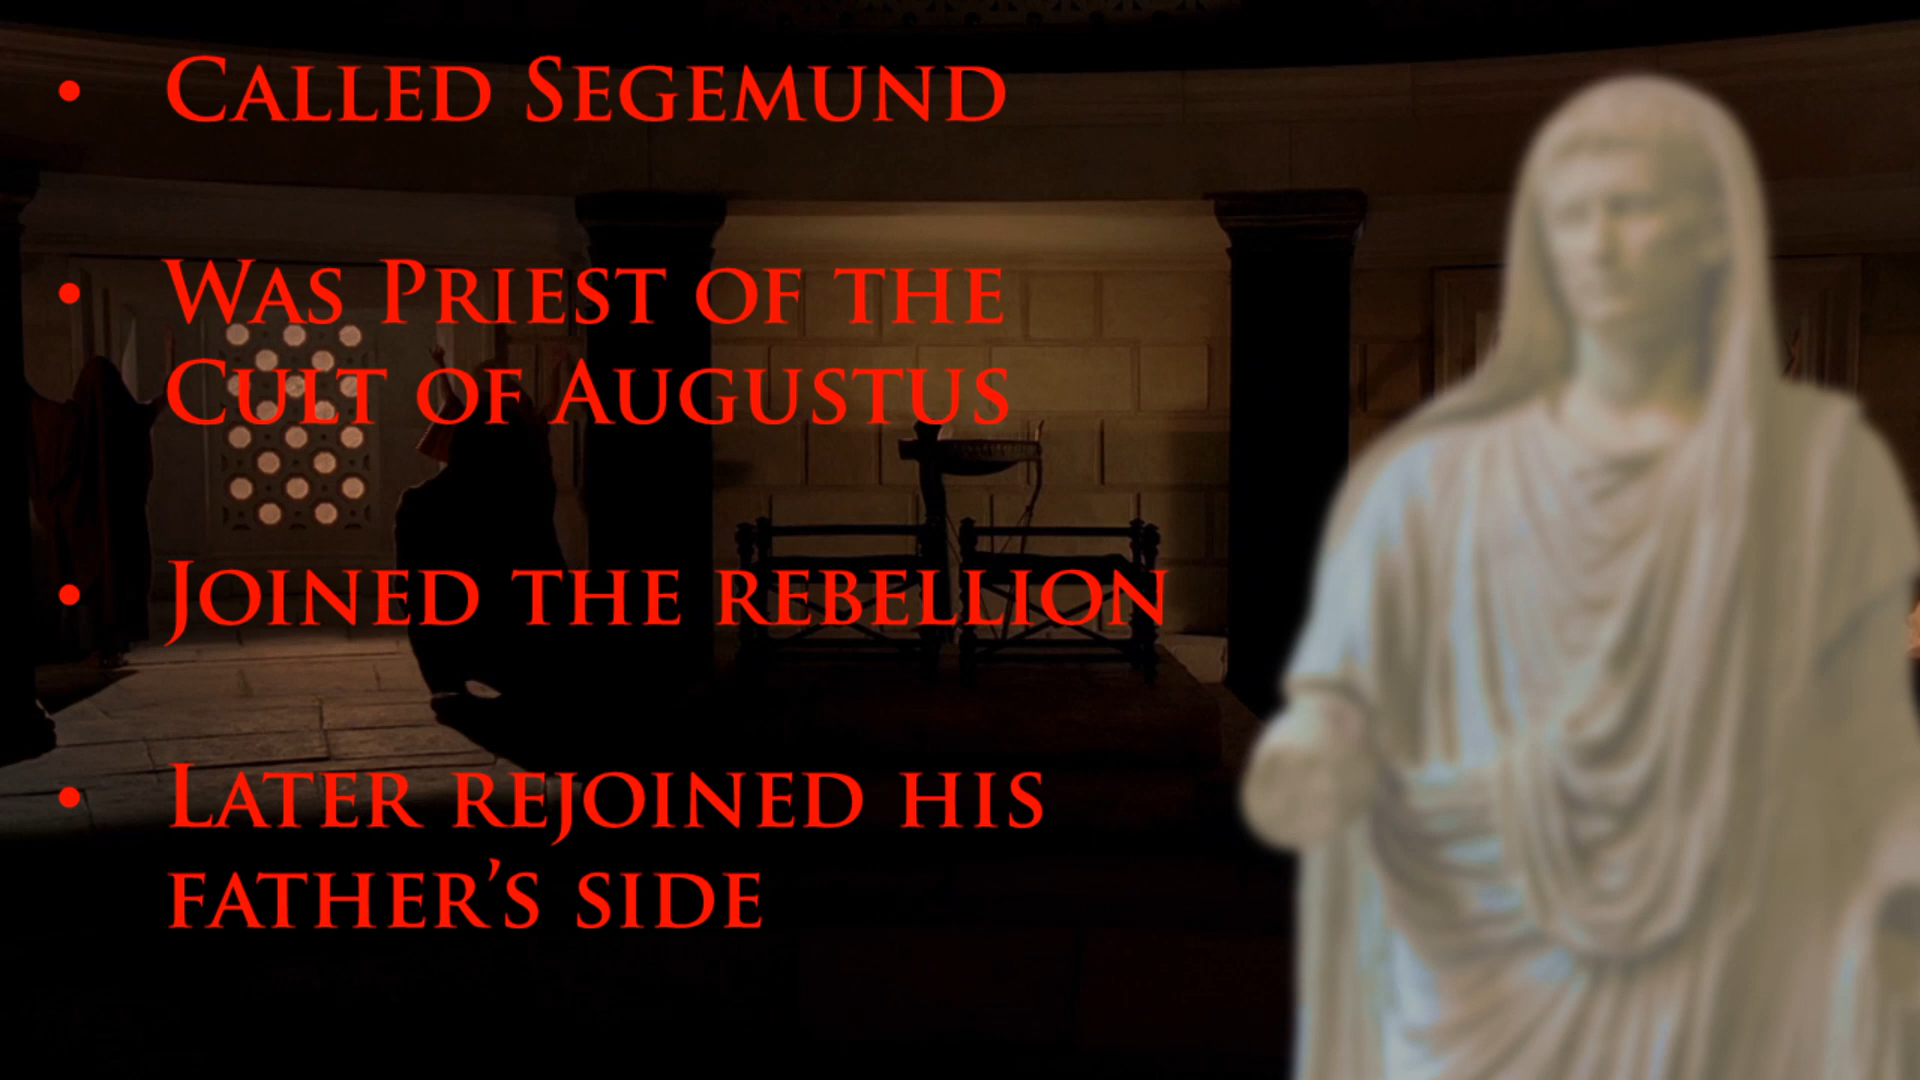 • Called Segemund
• Was Priest of the
Cult of Augustus
• Joined the rebellion
• Later rejoined his
father's side